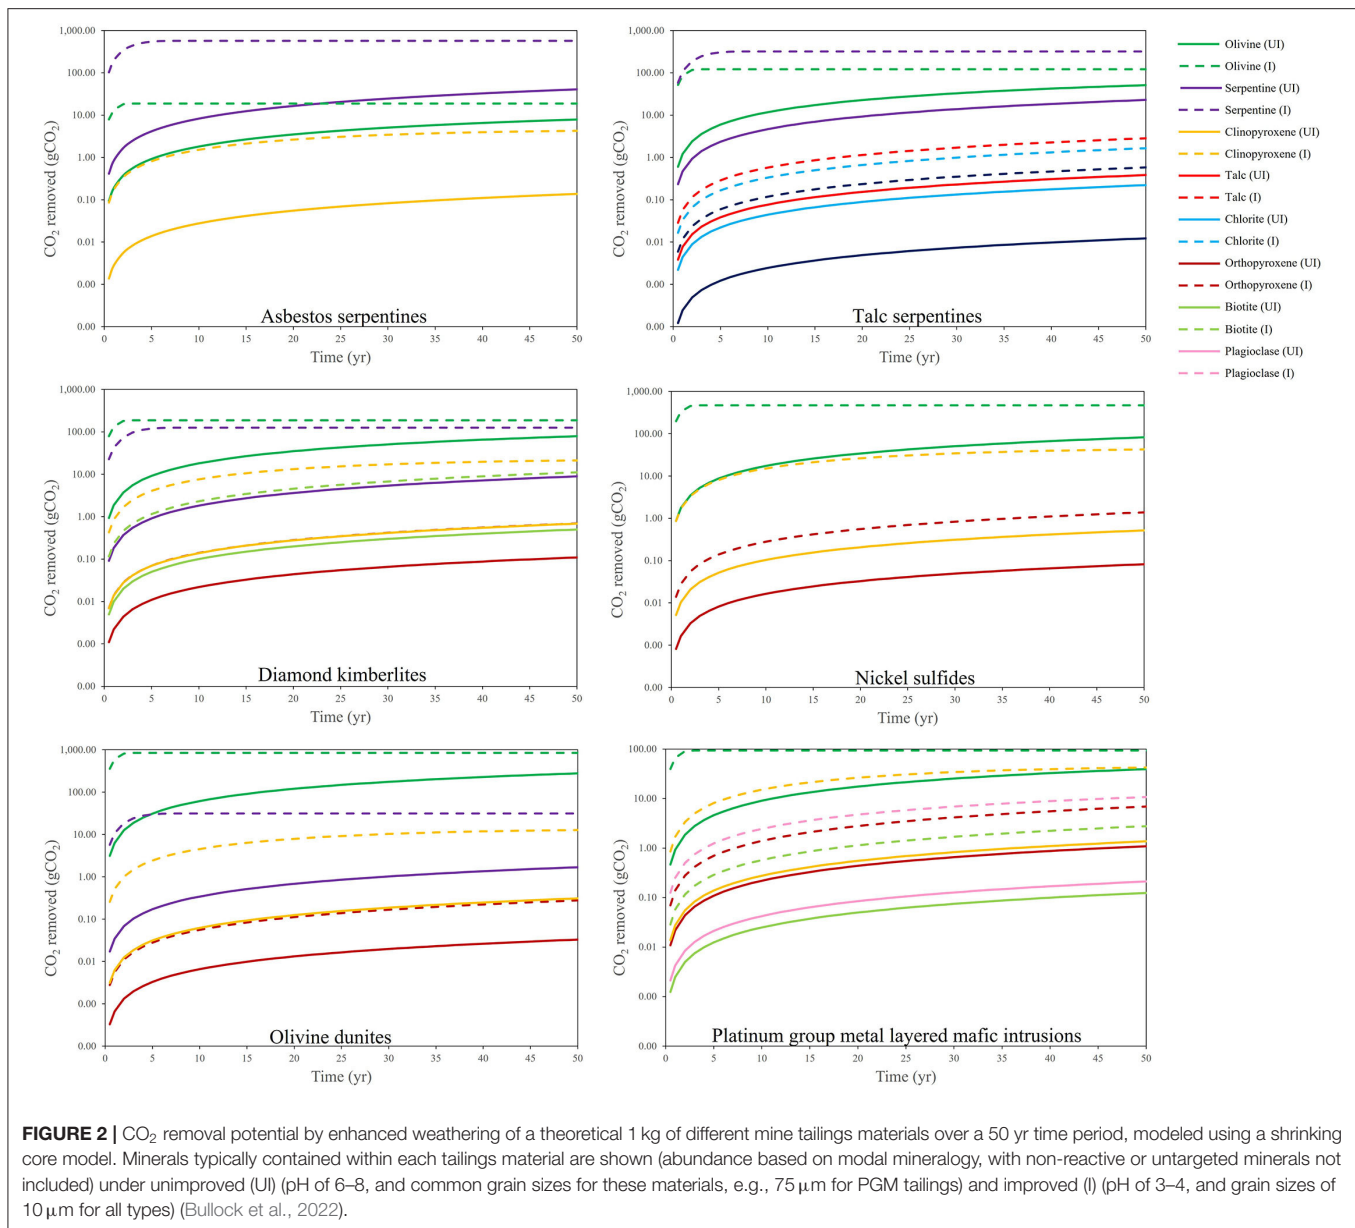 1,000.00
100.00
10.00
1.00
0.10
0.01
0.00
0.00
CO₂ removed (gCO₂)
0 5 10 15 20 25 30 35 40 45 50
Time (yr)
Asbestos serpentines
1,000.00
100.00
10.00
1.00
0.10
0.01
0.00
0.00
CO₂ removed (gCO₂)
0 5 10 15 20 25 30 35 40 45 50
Time (yr)
Talc serpentines
Olivine (UI)
Olivine (I)
Serpentine (UI)
Serpentine (I)
Clinopyroxene (UI)
Clinopyroxene (I)
Talc (UI)
Talc (I)
Chlorite (UI)
Chlorite (I)
Orthopyroxene (UI)
Orthopyroxene (I)
Biotite (UI)
Biotite (I)
Plagioclase (UI)
Plagioclase (I)
1,000.00
100.00
10.00
1.00
0.10
0.01
0.00
0.00
CO₂ removed (gCO₂)
0 5 10 15 20 25 30 35 40 45 50
Time (yr)
Diamond kimberlites
1,000.00
100.00
10.00
1.00
0.10
0.01
0.00
0.00
CO₂ removed (gCO₂)
0 5 10 15 20 25 30 35 40 45 50
Time (yr)
Nickel sulfides
1,000.00
100.00
10.00
1.00
0.10
0.01
0.00
0.00
CO₂ removed (gCO₂)
0 5 10 15 20 25 30 35 40 45 50
Time (yr)
Olivine dunites
100.00
10.00
1.00
0.10
0.01
0.00
0.00
CO₂ removed (gCO₂)
0 5 10 15 20 25 30 35 40 45 50
Time (yr)
Platinum group metal layered mafic intrusions
FIGURE 2 | CO₂ removal potential by enhanced weathering of a theoretical 1 kg of different mine tailings materials over a 50 yr time period, modeled using a shrinking
core model. Minerals typically contained within each tailings material are shown (abundance based on modal mineralogy, with non-reactive or untargeted minerals not
included) under unimproved (UI) (pH of 6–8, and common grain sizes for these materials, e.g., 75 μm for PGM tailings) and improved (I) (pH of 3–4, and grain sizes of
10 μm for all types) (Bullock et al., 2022).